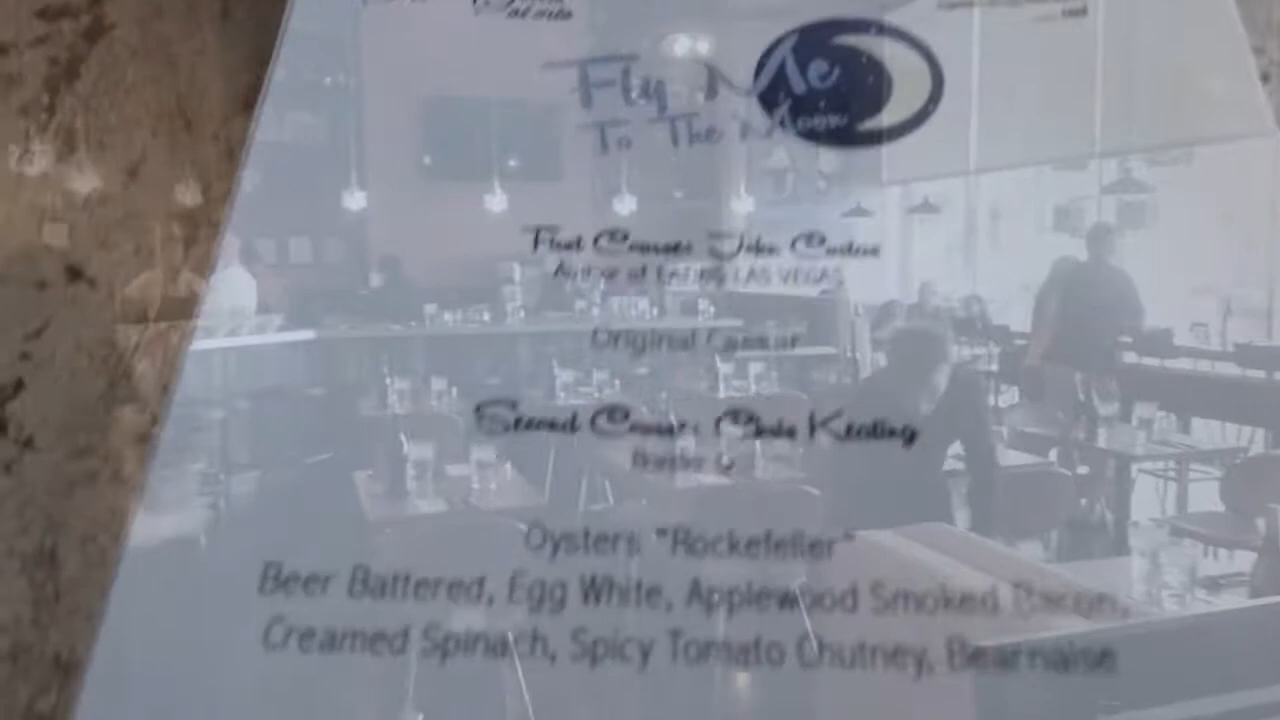 Fly Me
To The Moon
First Course: John Curtas
Author of EATING LAS VEGAS
Original Caesar
Second Course: Chris Keating
Oysters "Rockefeller"
Beer Battered, Egg White, Applewood Smoked Bacon,
Creamed Spinach, Spicy Tomato Chutney, Bearnaise